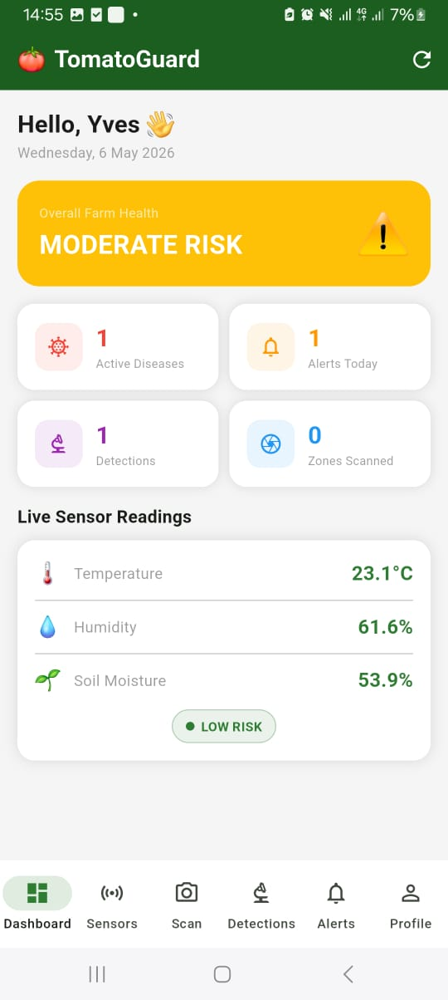 14:55 4G 7%
TomatoGuard
Hello, Yves 👋
Wednesday, 6 May 2026
Overall Farm Health
MODERATE RISK
1
Active Diseases
1
Alerts Today
1
Detections
0
Zones Scanned
Live Sensor Readings
Temperature 23.1°C
Humidity 61.6%
Soil Moisture 53.9%
LOW RISK
Dashboard Sensors Scan Detections Alerts Profile